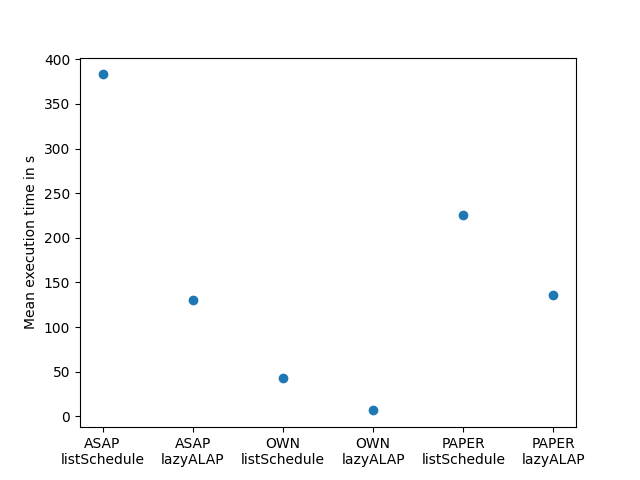 400
350
300
250
200
150
100
50
0
Mean execution time in s
ASAP
listSchedule
ASAP
lazyALAP
OWN
listSchedule
OWN
lazyALAP
PAPER
listSchedule
PAPER
lazyALAP